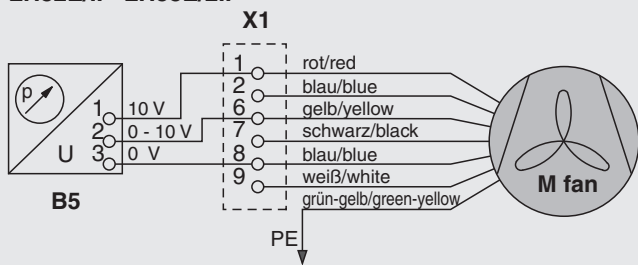 X1
p
U
1 10 V
2 0 - 10 V
3 0 V
B5
1 rot/red
2 blau/blue
6 gelb/yellow
7 schwarz/black
8 blau/blue
9 weiß/white
grün-gelb/green-yellow
PE
M fan